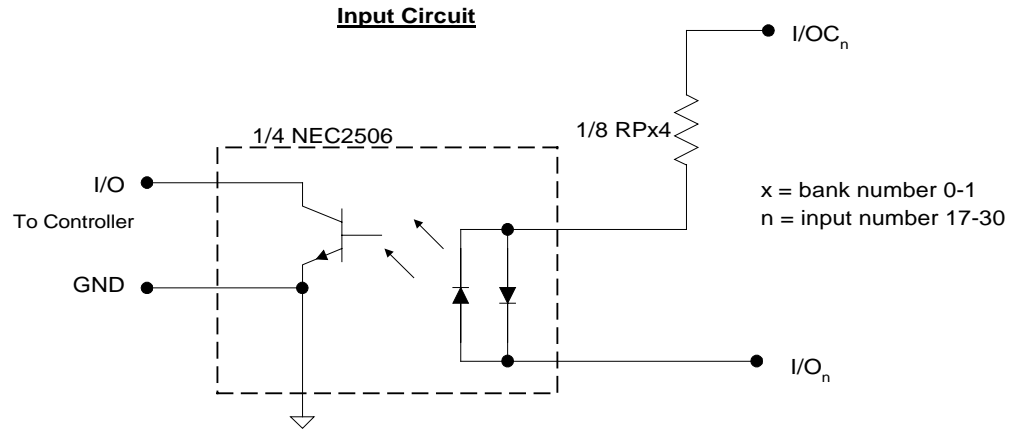 Input Circuit
I/OCn
1/8 RPx4
1/4 NEC2506
I/O
To Controller
x = bank number 0-1
n = input number 17-30
GND
I/On